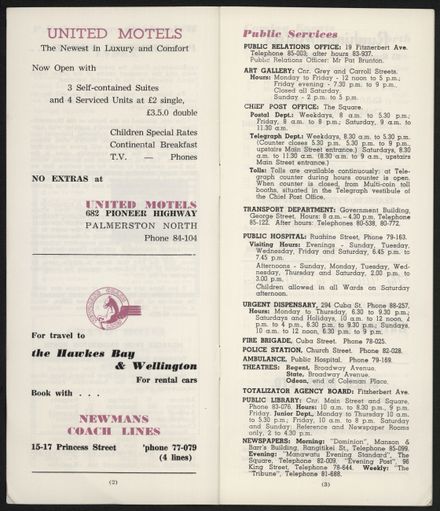 UNITED MOTELS
The Newest in Luxury and Comfort
Now Open with
3 Self-contained Suites
and 4 Serviced Units at £2 single,
£3.5.0 double
Children Special Rates
Continental Breakfast
T.V. — Phones
NO EXTRAS at
UNITED MOTELS
682 PIONEER HIGHWAY
PALMERSTON NORTH
Phone 84-104
For travel to
the Hawkes Bay
& Wellington
For rental cars
Book with . . .
NEWMANS
COACH LINES
15-17 Princess Street 'phone 77-079
(4 lines)
(2)
Public Services
PUBLIC RELATIONS OFFICE: 19 Fitzherbert Ave.
Telephone 85-003; after hours 83-937.
Public Relations Officer: Mr Pat Brunton.
ART GALLERY: Cnr. Grey and Carroll Streets.
Hours: Monday to Friday - 12 noon to 5 p.m.,
Friday evening - 7.30 p.m. to 9 p.m.
Closed all Saturday.
Sunday - 2 p.m. to 5 p.m.
CHIEF POST OFFICE: The Square.
Postal Dept.: Weekdays, 8 a.m. to 5.30 p.m.;
Friday, 8 a.m. to 8 p.m.; Saturday, 9 a.m. to
11.30 a.m.
Telegraph Dept.: Weekdays, 8.30 a.m. to 5.30 p.m.
(Counter closes 5.30 p.m. 5.30 p.m. to 9 p.m.
upstairs Main Street entrance.) Saturdays, 8.30
a.m. to 11.30 a.m. (8.30 a.m. to 9 a.m., upstairs
Main Street entrance.)
Tolls: Tolls are available continuously: at Tele-
graph counter during hours counter is open.
When counter is closed, from Multi-coin toll
booths, situated in the Telegraph vestibule of
the Chief Post Office.
TRANSPORT DEPARTMENT: Government Building,
George Street, Hours: 8 a.m. - 4.30 p.m. Telephone
85-122. After hours: Telephones 80-538, 80-772.
PUBLIC HOSPITAL: Ruahine Street, Phone 79-163.
Visiting Hours: Evenings - Sunday, Tuesday,
Wednesday, Friday and Saturday, 6.45 p.m. to
7.45 p.m.
Afternoons - Sunday, Monday, Tuesday, Wed-
nesday, Thursday and Saturday, 2.00 p.m. to
3.00 p.m.
Children allowed in all Wards on Saturday
afternoon.
URGENT DISPENSARY, 294 Cuba St. Phone 88-257.
Hours: Monday to Thursday, 6.30 to 9.30 p.m.;
Saturdays and Holidays, 10 a.m. to 12 noon, 4
p.m. to 4 p.m., 6.30 p.m. to 9.30 p.m.; Sundays,
10 a.m. to 12 noon, 6.30 p.m. to 9 p.m.
FIRE BRIGADE, Cuba Street. Phone 78-025.
POLICE STATION, Church Street. Phone 82-028.
AMBULANCE, Public Hospital. Phone 79-169.
THEATRES: Regent, Broadway Avenue.
State, Broadway Avenue.
Odeon, end of Coleman Place.
TOTALIZATOR AGENCY BOARD: Fitzherbert Ave.
PUBLIC LIBRARY: Cnr. Main Street and Square,
Phone 83-076. Hours: 10 a.m. to 8.30 p.m., 9 p.m.
Friday. Junior Dept., Monday to Thursday 10 a.m.
to 5.30 p.m.; Friday, 10 a.m. to 8 p.m. Saturday
and Sunday: Reference and Newspaper Rooms
only, 2 to 4.30 p.m.
NEWSPAPERS: Morning: "Dominion", Manson &
Barr's Building, Rangitikei St., Telephone 85-099.
Evening: "Manawatu Evening Standard", The
Square, Telephone 82-009. "Evening Post", 96
King Street, Telephone 78-644. Weekly: "The
"Tribune", Telephone 81-688.
(3)